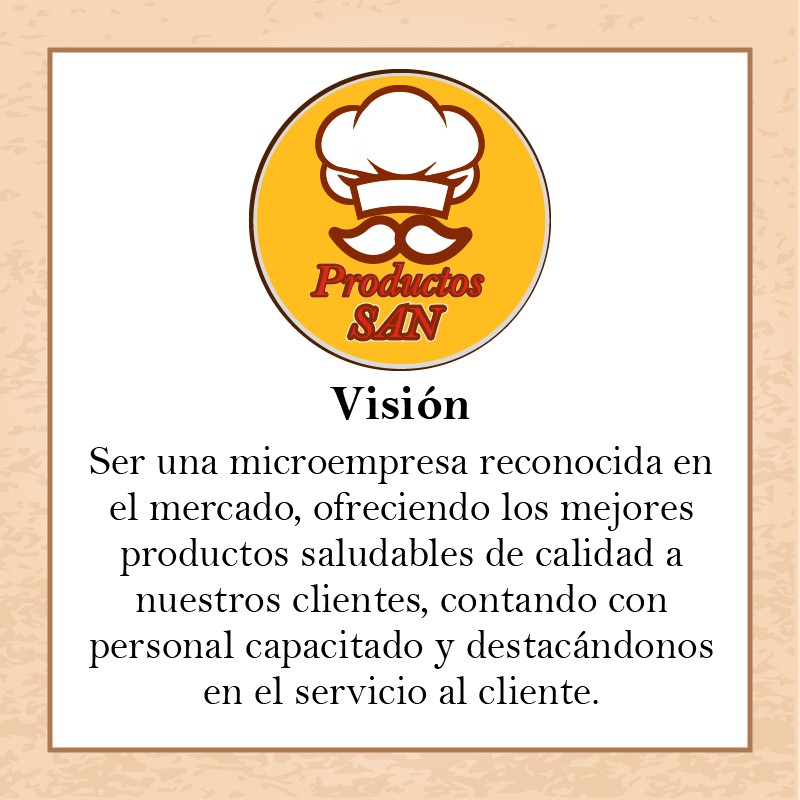 Productos
SAN
Visión
Ser una microempresa reconocida en
el mercado, ofreciendo los mejores
productos saludables de calidad a
nuestros clientes, contando con
personal capacitado y destacándonos
en el servicio al cliente.